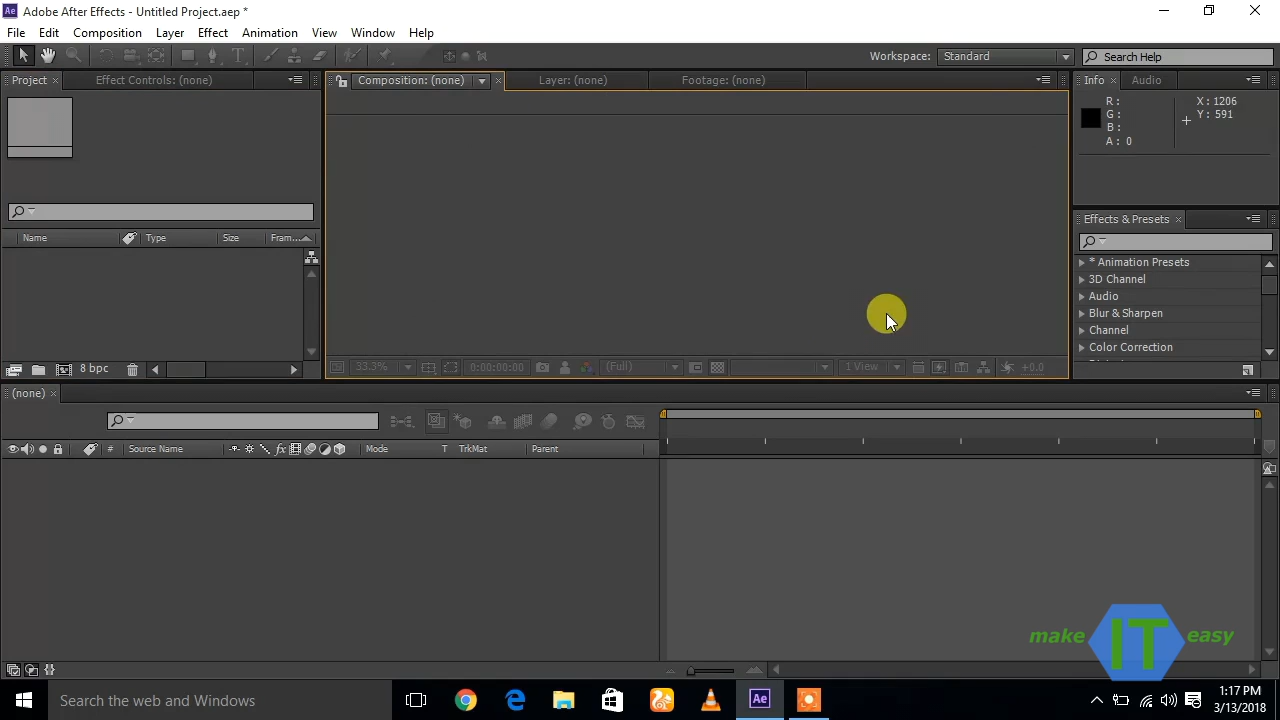 Adobe After Effects - Untitled Project.aep *
File Edit Composition Layer Effect Animation View Window Help
Workspace: Standard Search Help
Project Effect Controls: (none) Composition: (none) Layer: (none) Footage: (none) Info Audio
R :
G :
B :
A : 0
X : 1206
Y : 591
Effects & Presets
Name Type Size Fram...
* Animation Presets
3D Channel
Audio
Blur & Sharpen
Channel
Color Correction
8 bpc
33.3% 0:00:00:00 (Full) 1 View +0.0
(none)
# Source Name fx Mode T TrkMat Parent
make IT easy
Search the web and Windows
Ae
1:17 PM
3/13/2018